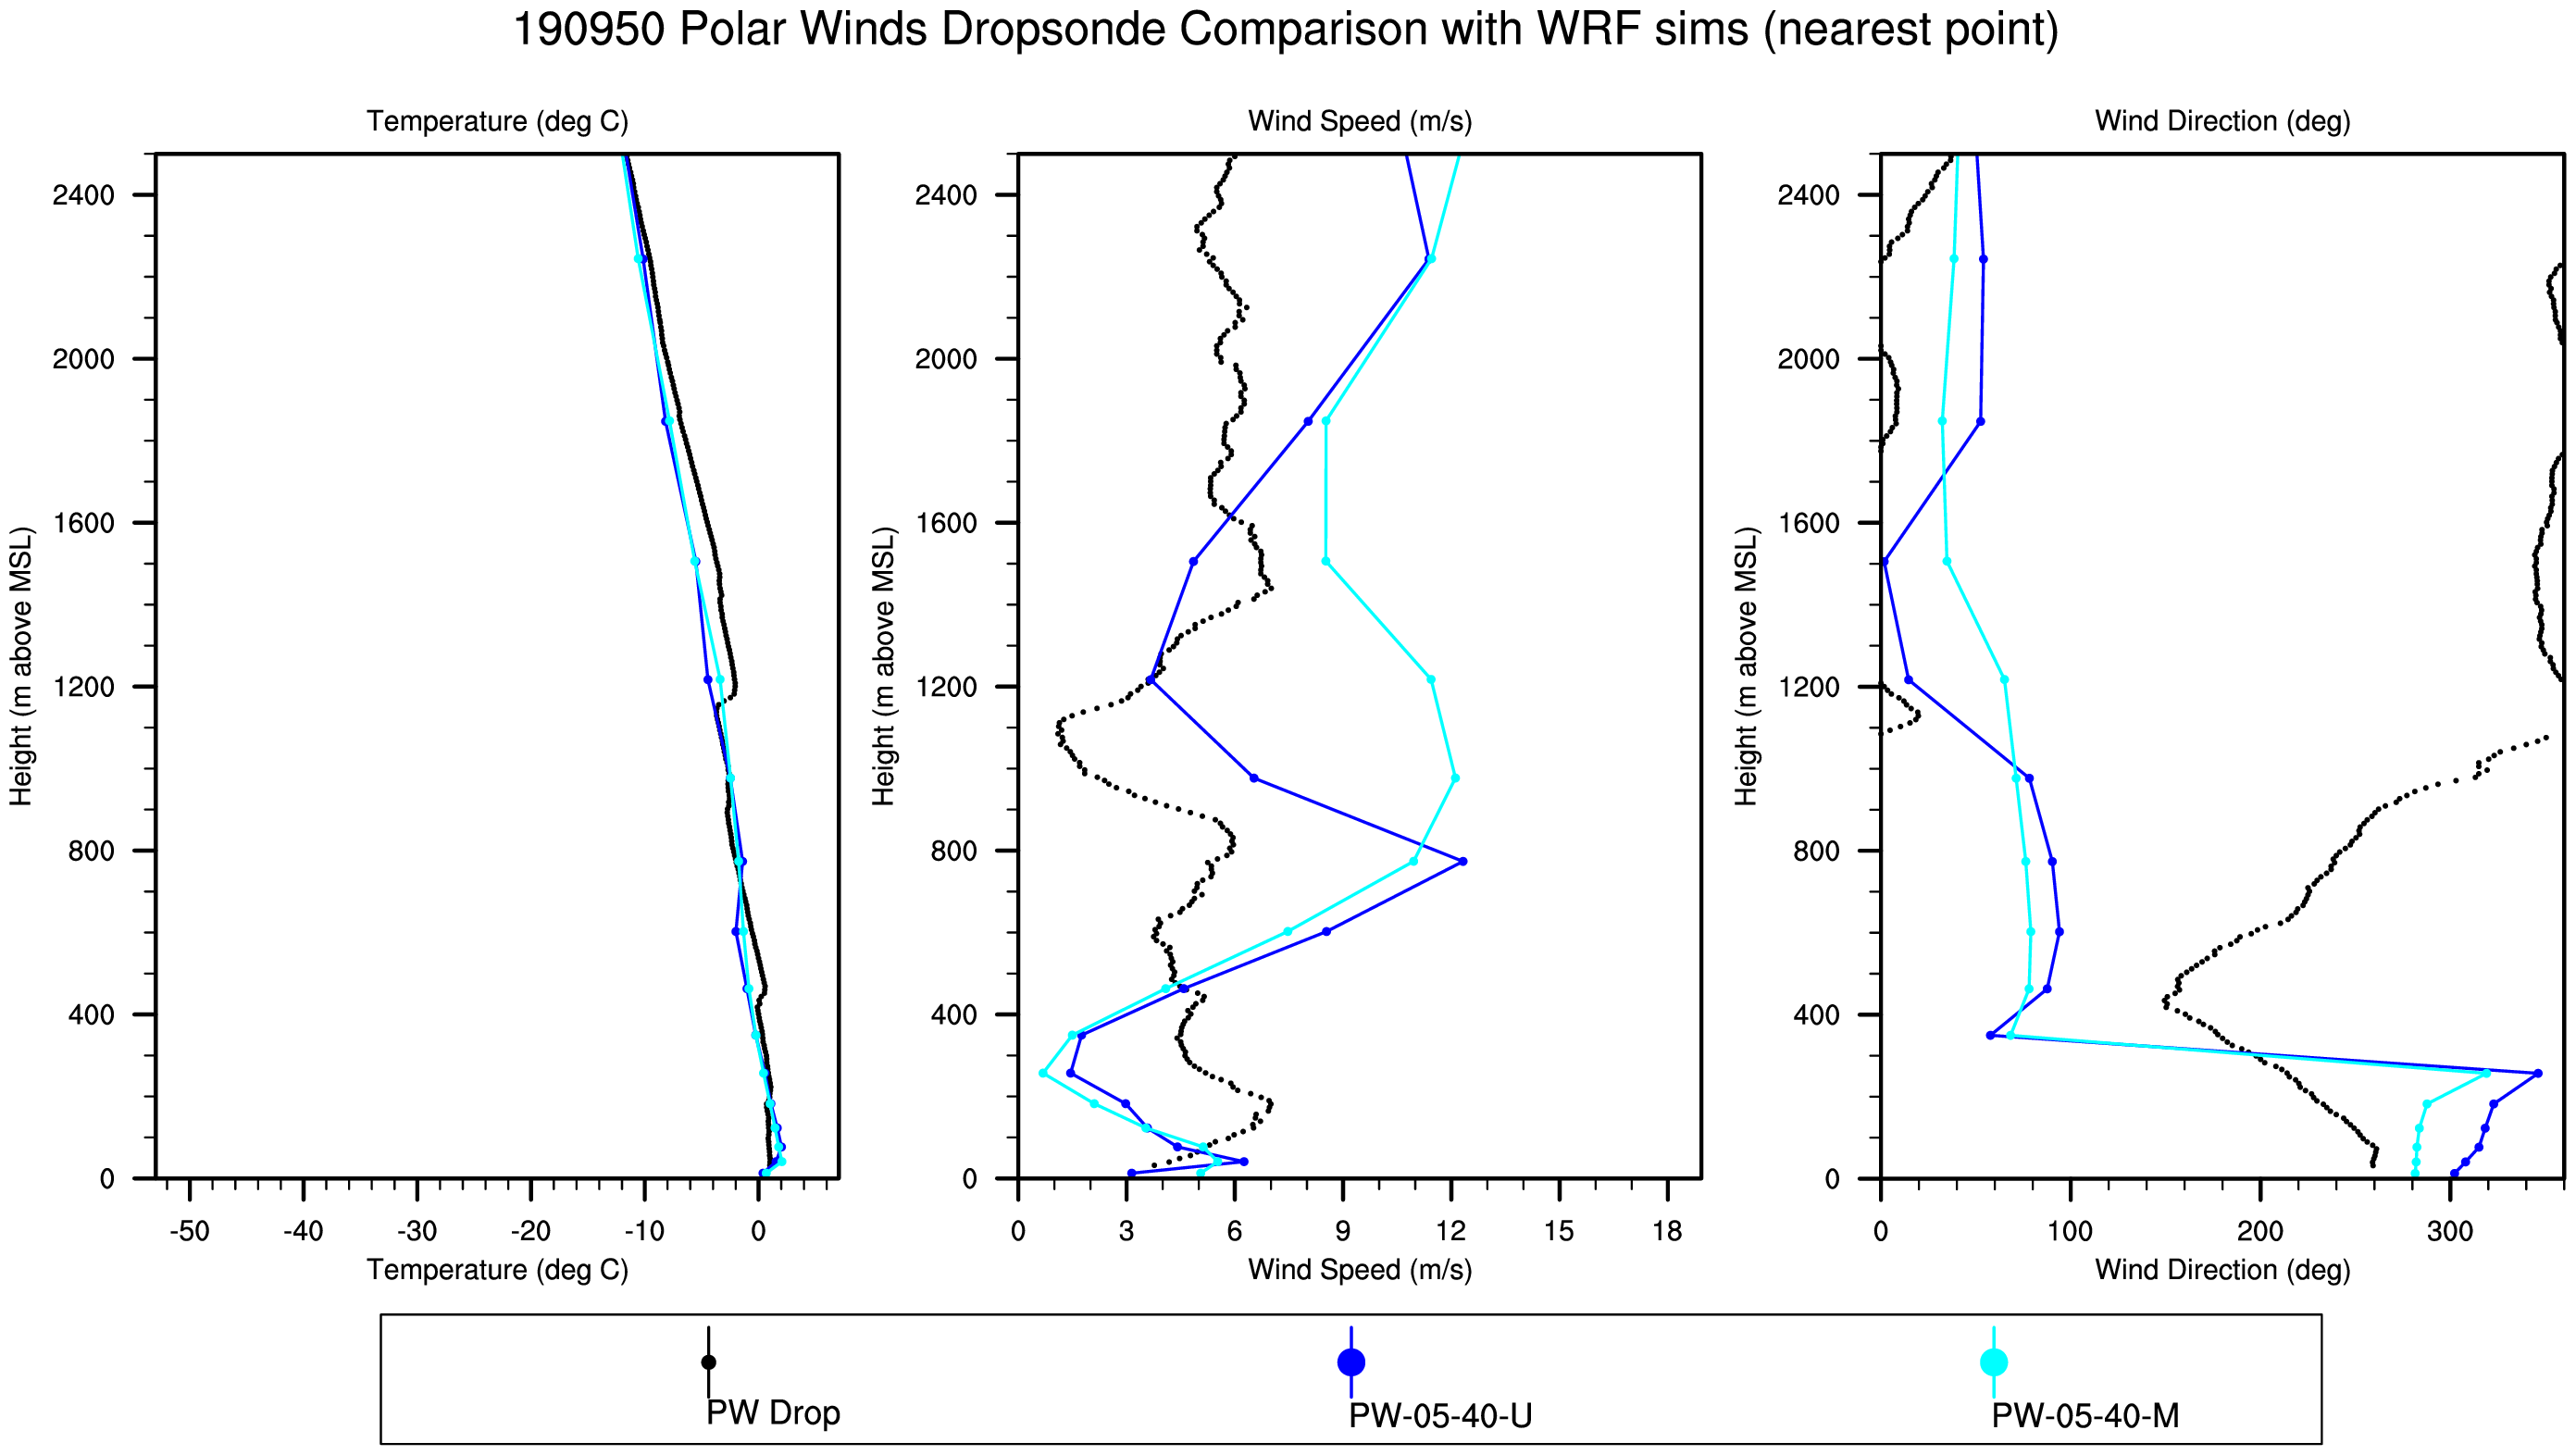 190950 Polar Winds Dropsonde Comparison with WRF sims (nearest point)
Temperature (deg C)
Wind Speed (m/s)
Wind Direction (deg)
Height (m above MSL)
2400
2000
1600
1200
800
400
0
-50 -40 -30 -20 -10 0
Temperature (deg C)
Height (m above MSL)
2400
2000
1600
1200
800
400
0
0 3 6 9 12 15 18
Wind Speed (m/s)
Height (m above MSL)
2400
2000
1600
1200
800
400
0
0 100 200 300
Wind Direction (deg)
PW Drop
PW-05-40-U
PW-05-40-M